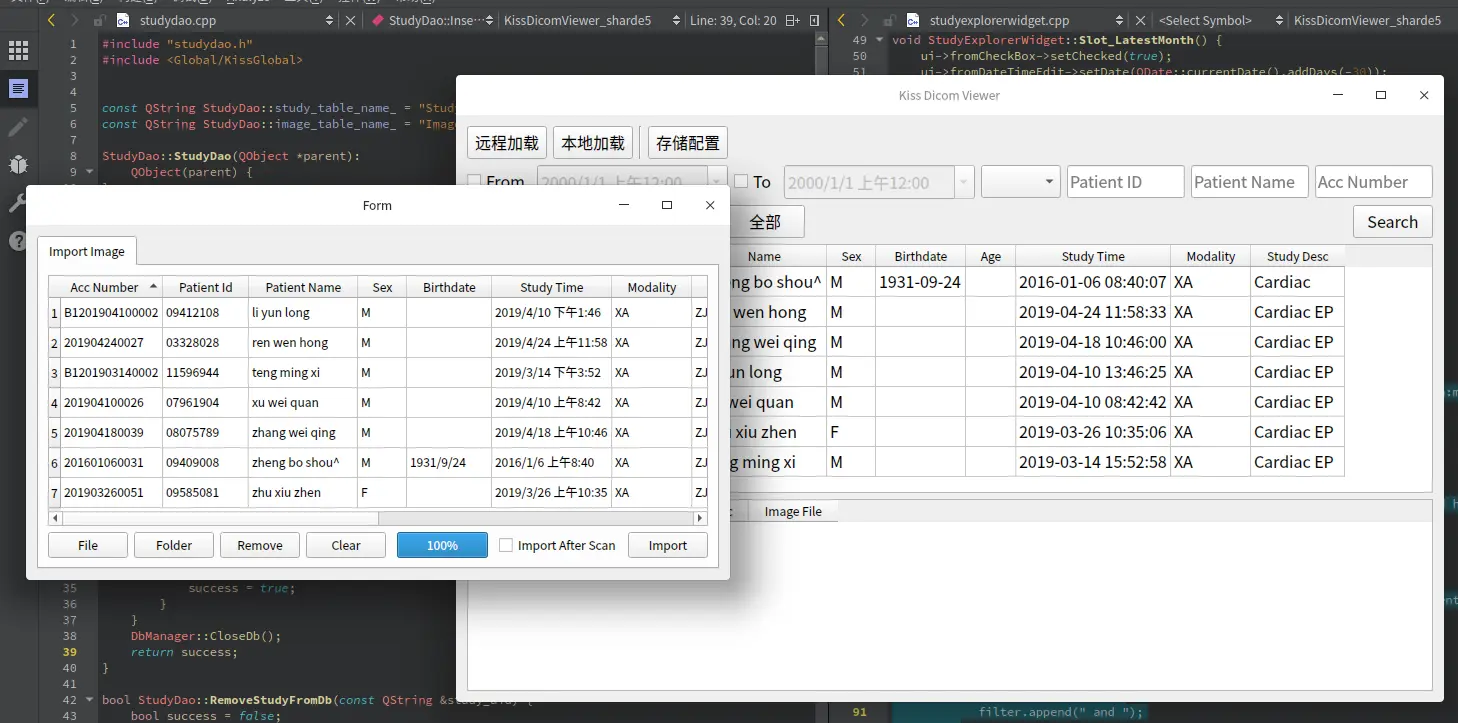 studydao.cpp
StudyDao::Inse…
KissDicomViewer_sharde5
Line: 39, Col: 20
studyexplorerwidget.cpp
<Select Symbol>
KissDicomViewer_sharde5
1 #include "studydao.h"
2 #include <Global/KissGlobal>
3
4
5 const QString StudyDao::study_table_name_ = "Stud
6 const QString StudyDao::image_table_name_ = "Imag
7
8 StudyDao::StudyDao(QObject *parent):
9 QObject(parent) {
49 void StudyExplorerWidget::Slot_LatestMonth() {
50 ui->fromCheckBox->setChecked(true);
51 ui->fromDateTimeEdit->setDate(QDate::currentDate().addDays(-30));
Kiss Dicom Viewer
远程加载 本地加载 存储配置
From 2000/1/1 上午12:00 To 2000/1/1 上午12:00 Patient ID Patient Name Acc Number
全部 Search
Name Sex Birthdate Age Study Time Modality Study Desc
ng bo shou^ M 1931-09-24 2016-01-06 08:40:07 XA Cardiac
wen hong M 2019-04-24 11:58:33 XA Cardiac EP
ng wei qing M 2019-04-18 10:46:00 XA Cardiac EP
un long M 2019-04-10 13:46:25 XA Cardiac EP
wei quan M 2019-04-10 08:42:42 XA Cardiac EP
xiu zhen F 2019-03-26 10:35:06 XA Cardiac EP
g ming xi M 2019-03-14 15:52:58 XA Cardiac EP
Image File
Form
Import Image
Acc Number Patient Id Patient Name Sex Birthdate Study Time Modality
1 B1201904100002 09412108 li yun long M 2019/4/10 下午1:46 XA ZJ
2 201904240027 03328028 ren wen hong M 2019/4/24 上午11:58 XA ZJ
3 B1201903140002 11596944 teng ming xi M 2019/3/14 下午3:52 XA ZJ
4 201904100026 07961904 xu wei quan M 2019/4/10 上午8:42 XA ZJ
5 201904180039 08075789 zhang wei qing M 2019/4/18 上午10:46 XA ZJ
6 201601060031 09409008 zheng bo shou^ M 1931/9/24 2016/1/6 上午8:40 XA ZJ
7 201903260051 09585081 zhu xiu zhen F 2019/3/26 上午10:35 XA ZJ
File Folder Remove Clear 100% Import After Scan Import
35 success = true;
36 }
37 }
38 DbManager::CloseDb();
39 return success;
40 }
41
42 bool StudyDao::RemoveStudyFromDb(const QString &study_uid) {
43 bool success = false;
91 filter.append(" and ");